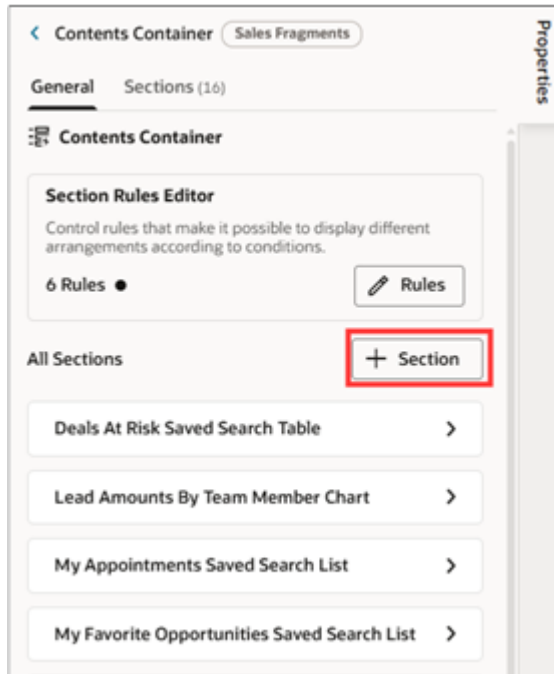 Contents Container Sales Fragments
Properties
General Sections (16)
Contents Container
Section Rules Editor
Control rules that make it possible to display different
arrangements according to conditions.
6 Rules ● Rules
All Sections + Section
Deals At Risk Saved Search Table
Lead Amounts By Team Member Chart
My Appointments Saved Search List
My Favorite Opportunities Saved Search List